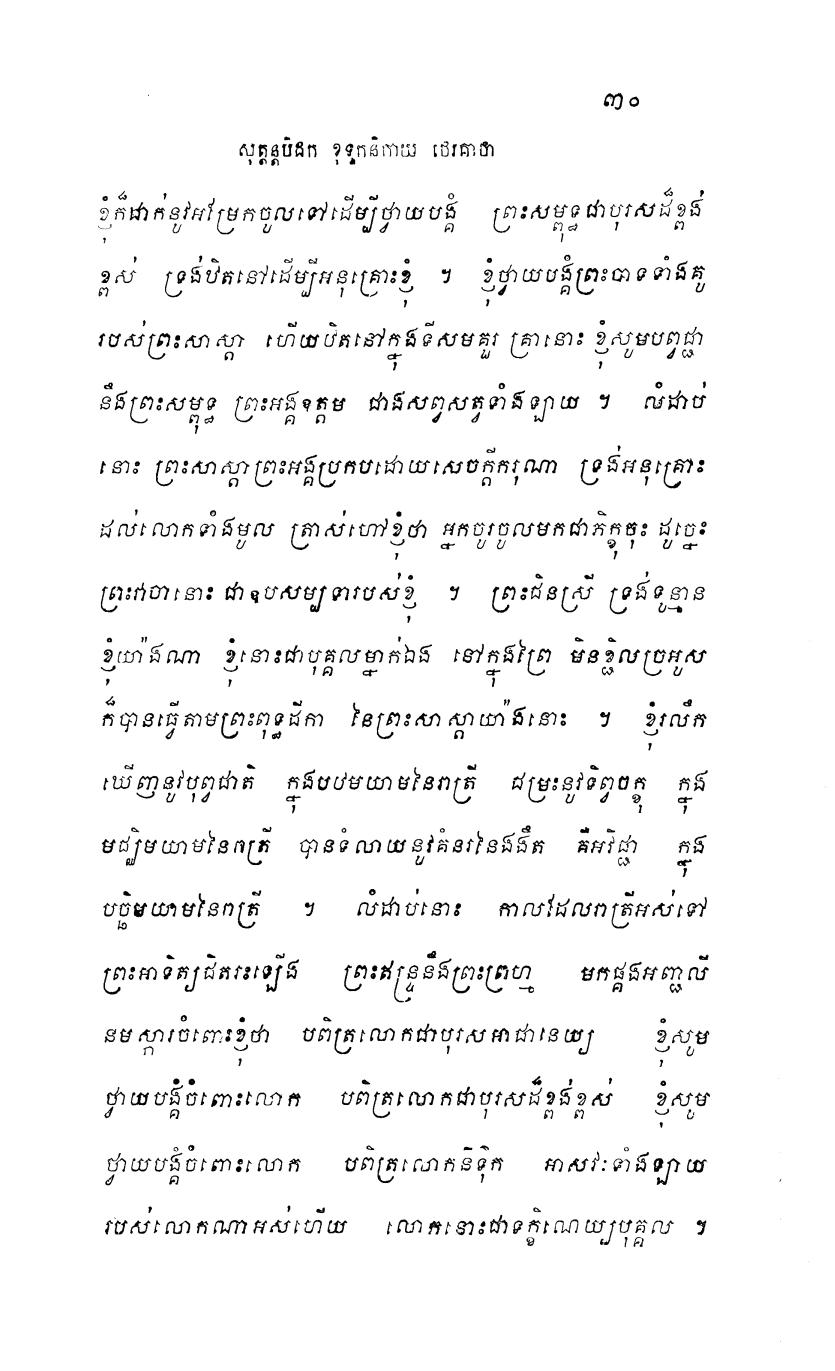 ៣០
សុត្តន្តបិដក ខុទ្ទកនិកាយ ថេរគាថា
ខ្ញុំក៏ដាក់នូវអម្រែកចូលទៅដើម្បីថ្វាយបង្គំ ព្រះសម្ពុទ្ធជាបុរសដ៏ខ្ពង់
ខ្ពស់ ទ្រង់ឋិតនៅដើម្បីអនុគ្រោះខ្ញុំ ។ ខ្ញុំថ្វាយបង្គំព្រះបាទទាំងគូ
របស់ព្រះសាស្តា ហើយឋិតនៅក្នុងទីសមគួរ គ្រានោះ ខ្ញុំសូមបព្វជ្ជា
នឹងព្រះសម្ពុទ្ធ ព្រះអង្គឧត្តម ជាងសព្វសត្វទាំងឡាយ ។ លំដាប់
នោះ ព្រះសាស្តាព្រះអង្គប្រកបដោយសេចក្តីករុណា ទ្រង់អនុគ្រោះ
ដល់លោកទាំងមូល ត្រាស់ហៅខ្ញុំថា អ្នកចូរចូលមកជាភិក្ខុចុះ ដូច្នេះ
ព្រះវាចានោះ ជាឧបសម្បទារបស់ខ្ញុំ ។ ព្រះជិនស្រី ទ្រង់ទូន្មាន
ខ្ញុំយ៉ាងណា ខ្ញុំនោះជាបុគ្គលម្នាក់ឯង នៅក្នុងព្រៃ មិនខ្ជិលច្រអូស
ក៏បានធ្វើតាមព្រះពុទ្ធដីកា នៃព្រះសាស្តាយ៉ាងនោះ ។ ខ្ញុំរលឹក
ឃើញនូវបុព្វជាតិ ក្នុងបឋមយាមនៃរាត្រី ជម្រះនូវទិព្វចក្ខុ ក្នុង
មជ្ឈិមយាមនៃរាត្រី បានទំលាយនូវគំនរនៃងងឹត គឺអវិជ្ជា ក្នុង
បច្ឆិមយាមនៃរាត្រី ។ លំដាប់នោះ កាលដែលរាត្រីអស់ទៅ
ព្រះអាទិត្យជិតរះឡើង ព្រះឥន្ទ្រនឹងព្រះព្រហ្ម មកផ្គងអញ្ជលី
នមស្ការចំពោះខ្ញុំថា បពិត្រលោកជាបុរសអាជានេយ្យ ខ្ញុំសូម
ថ្វាយបង្គំចំពោះលោក បពិត្រលោកជាបុរសដ៏ខ្ពង់ខ្ពស់ ខ្ញុំសូម
ថ្វាយបង្គំចំពោះលោក បពិត្រលោកនិទ៌ុក អាសវៈទាំងឡាយ
របស់លោកណាអស់ហើយ លោកនោះជាទក្ខិណេយ្យបុគ្គល ។